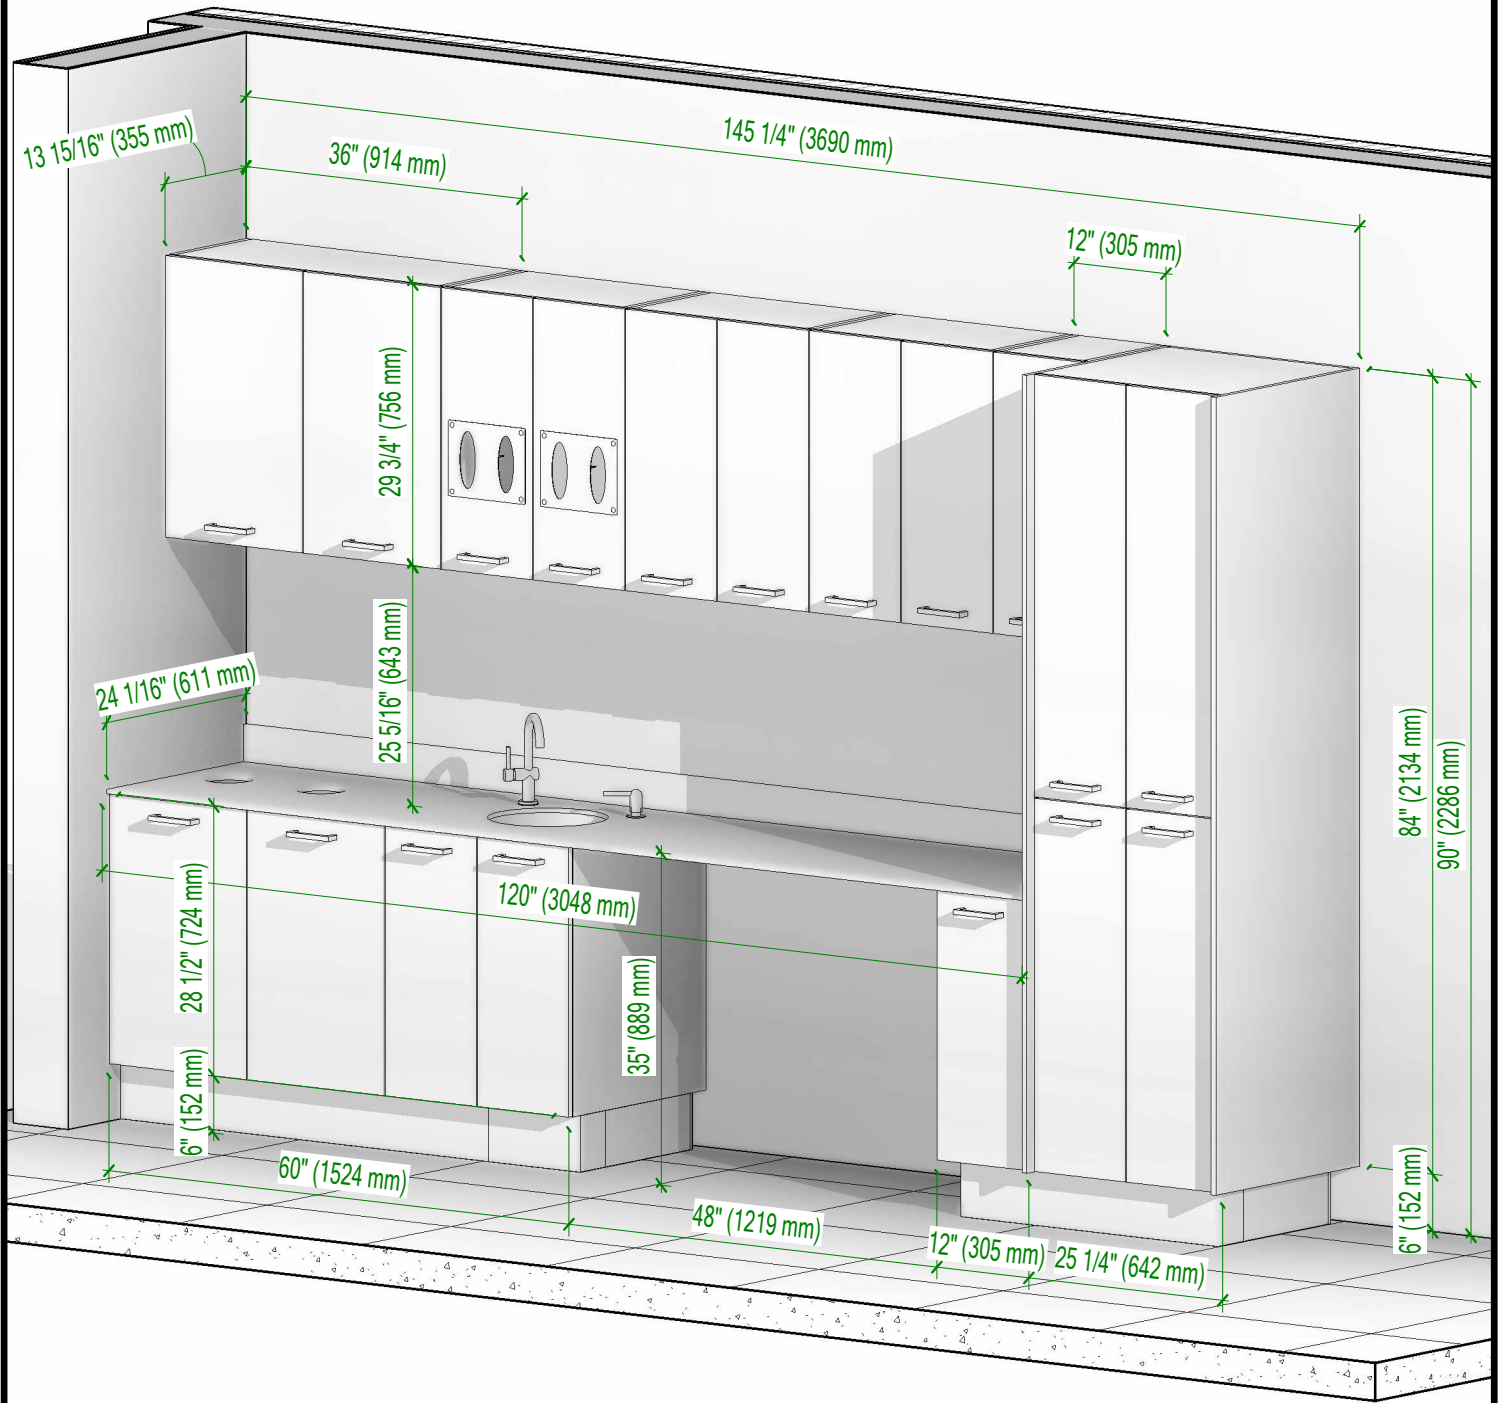 13 15/16" (355 mm)
36" (914 mm)
145 1/4" (3690 mm)
12" (305 mm)
29 3/4" (756 mm)
25 5/16" (643 mm)
24 1/16" (611 mm)
84" (2134 mm)
90" (2286 mm)
120" (3048 mm)
28 1/2" (724 mm)
35" (889 mm)
6" (152 mm)
60" (1524 mm)
48" (1219 mm)
12" (305 mm)
25 1/4" (642 mm)
6" (152 mm)